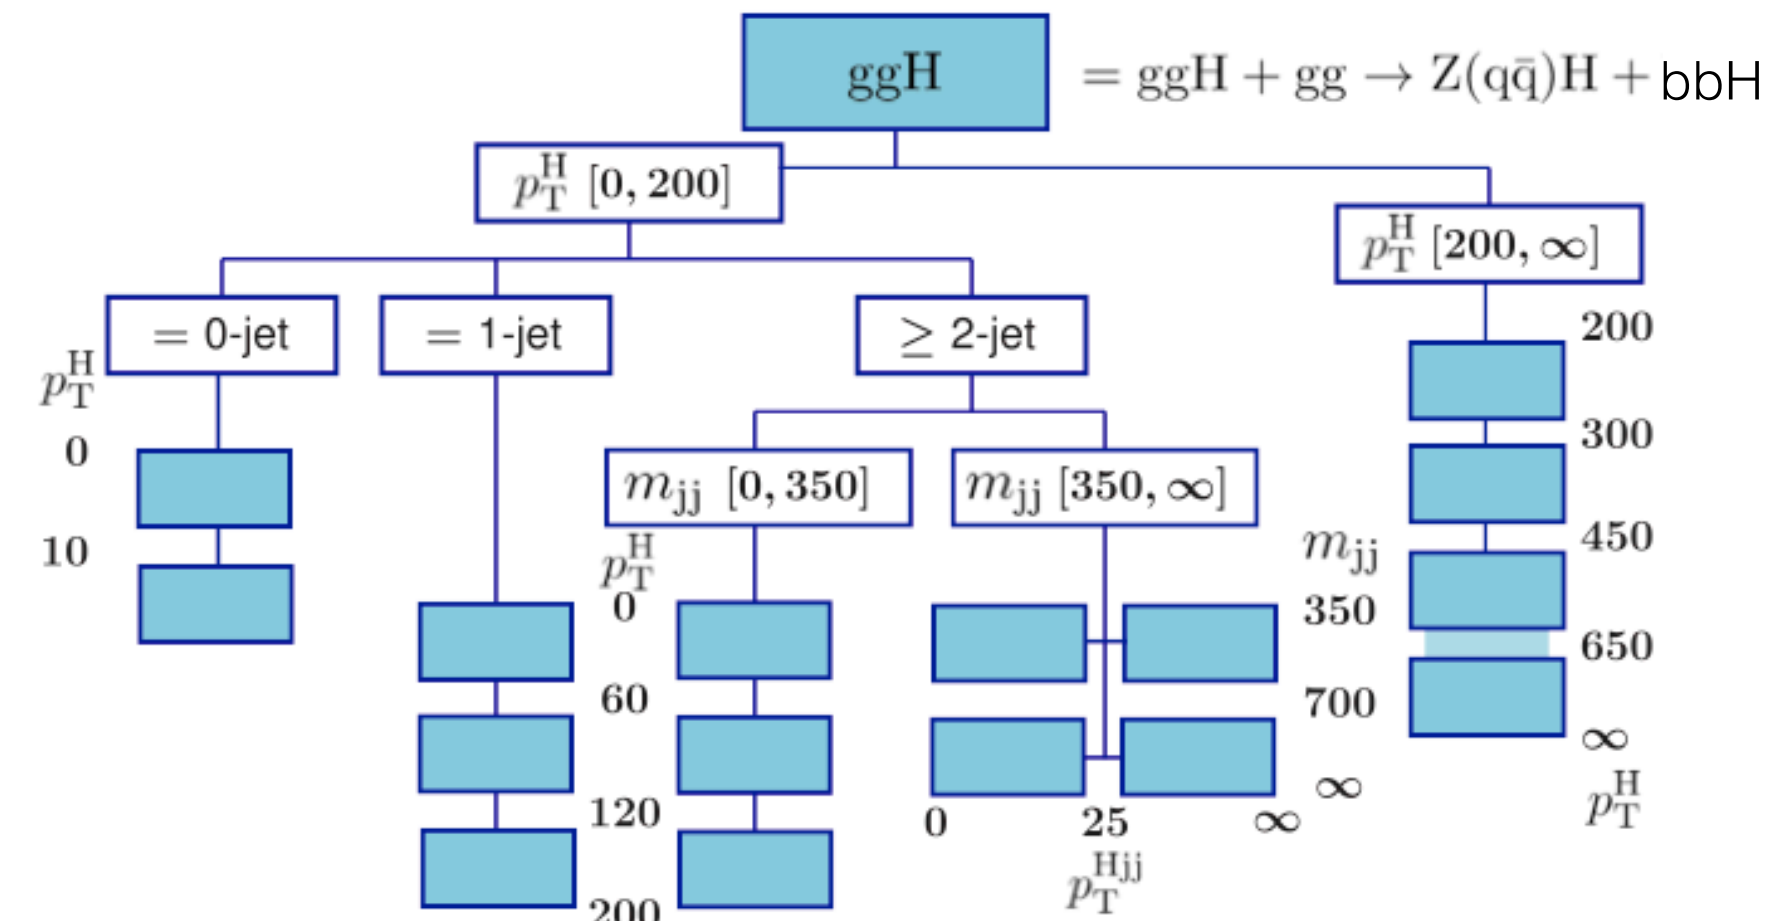 ggH = ggH + gg → Z(qq̄)H + bbH
p_T^H [0, 200]
p_T^H [200, ∞]
= 0-jet
= 1-jet
≥ 2-jet
p_T^H
0
10
m_jj [0, 350]
m_jj [350, ∞]
p_T^H
0
60
120
200
m_jj
350
700
∞
0 25 ∞
p_T^Hjj
200
300
450
650
∞
p_T^H